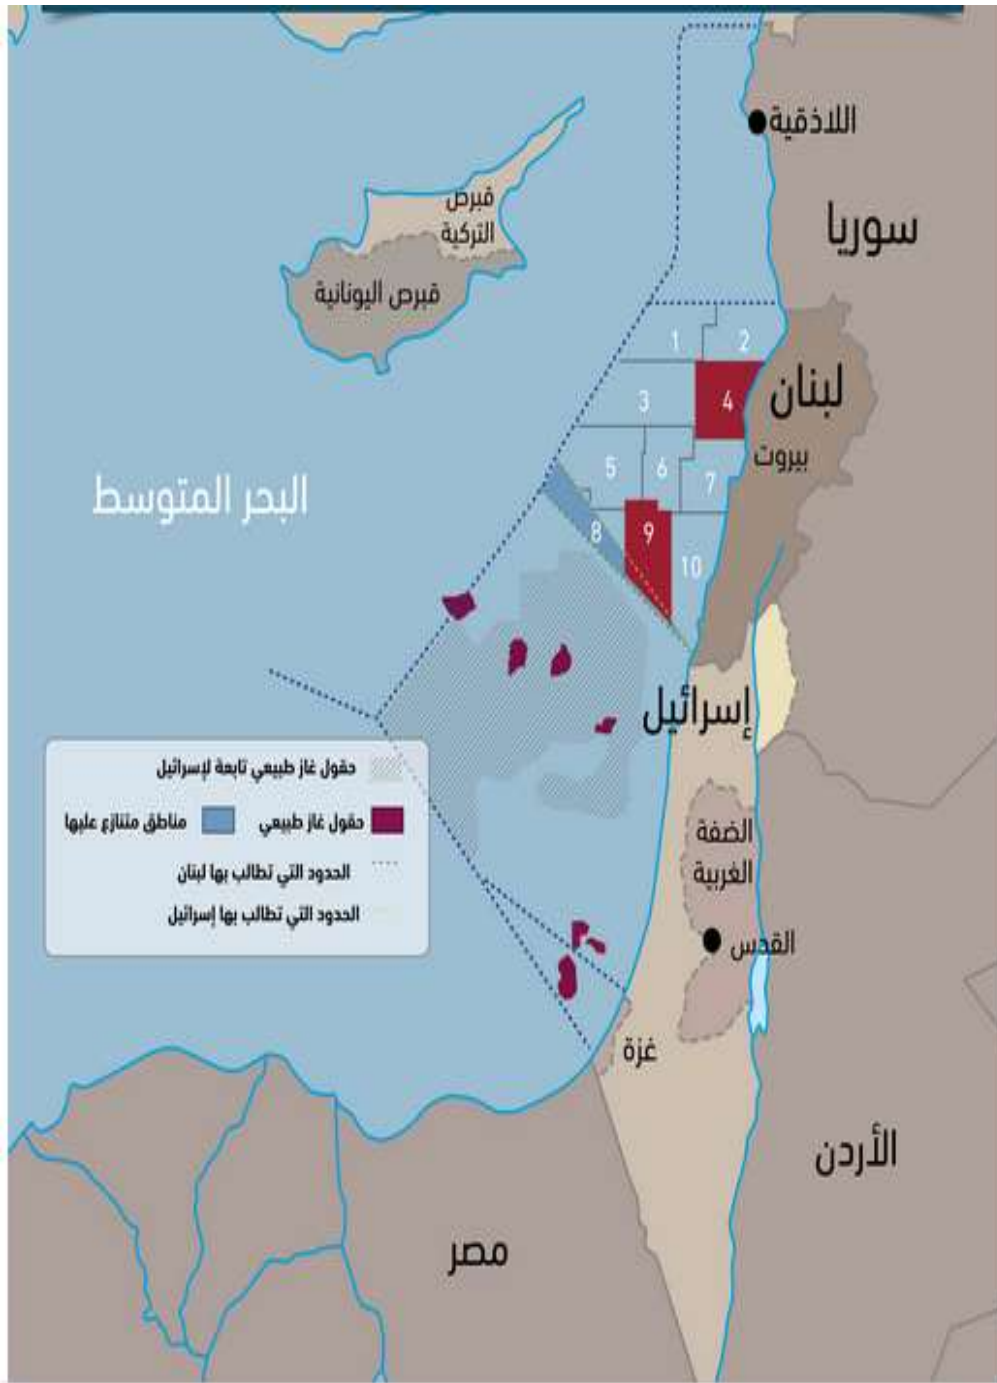 اللاذقية
سوريا
قبرص
التركية
قبرص اليونانية
1
2
3
4
لبنان
بيروت
5
6
7
البحر المتوسط
8
9
10
إسرائيل
حقول غاز طبيعي تابعة لإسرائيل
حقول غاز طبيعي
مناطق متنازع عليها
الحدود التي تطالب بها لبنان
الحدود التي تطالب بها إسرائيل
الضفة
الغربية
القدس
غزة
الأردن
مصر